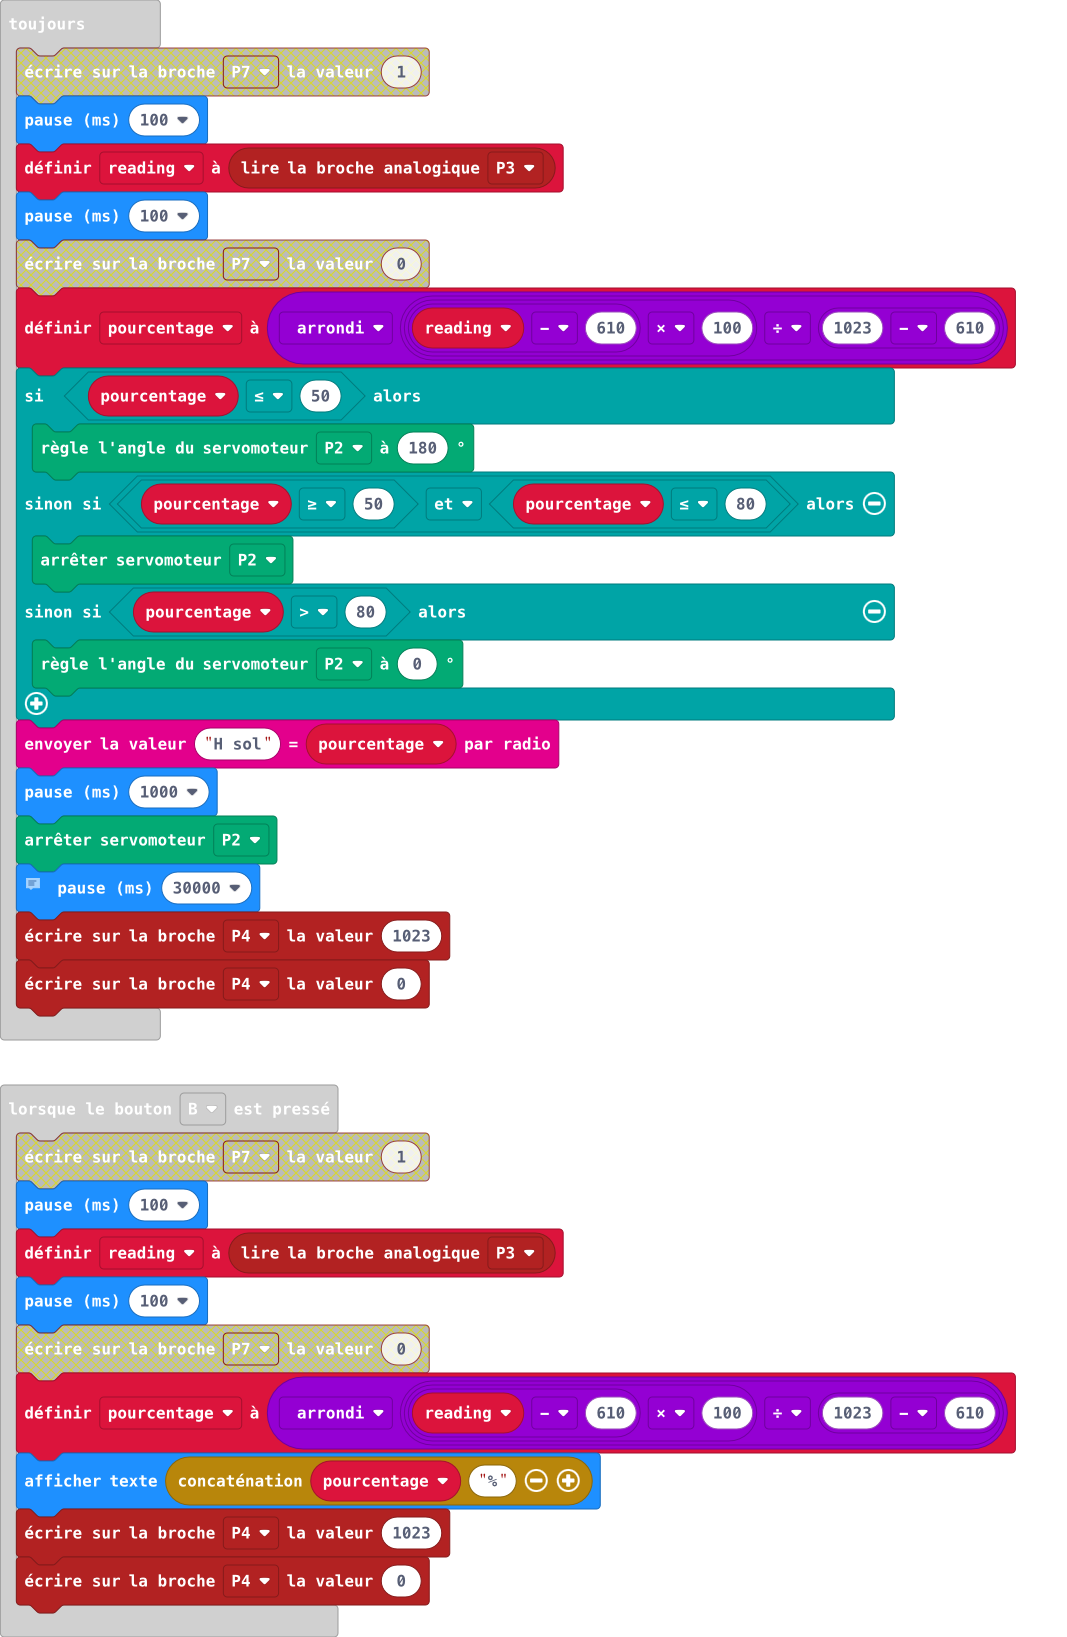 toujours
écrire sur la broche P7 la valeur 1
pause (ms) 100
définir reading à lire la broche analogique P3
pause (ms) 100
écrire sur la broche P7 la valeur 0
définir pourcentage à arrondi reading - 610 × 100 ÷ 1023 - 610
si pourcentage ≤ 50 alors
règle l'angle du servomoteur P2 à 180 °
sinon si pourcentage ≥ 50 et pourcentage ≤ 80 alors
arrêter servomoteur P2
sinon si pourcentage > 80 alors
règle l'angle du servomoteur P2 à 0 °
envoyer la valeur "H sol" = pourcentage par radio
pause (ms) 1000
arrêter servomoteur P2
pause (ms) 30000
écrire sur la broche P4 la valeur 1023
écrire sur la broche P4 la valeur 0
lorsque le bouton B est pressé
écrire sur la broche P7 la valeur 1
pause (ms) 100
définir reading à lire la broche analogique P3
pause (ms) 100
écrire sur la broche P7 la valeur 0
définir pourcentage à arrondi reading - 610 × 100 ÷ 1023 - 610
afficher texte concaténation pourcentage "%"
écrire sur la broche P4 la valeur 1023
écrire sur la broche P4 la valeur 0